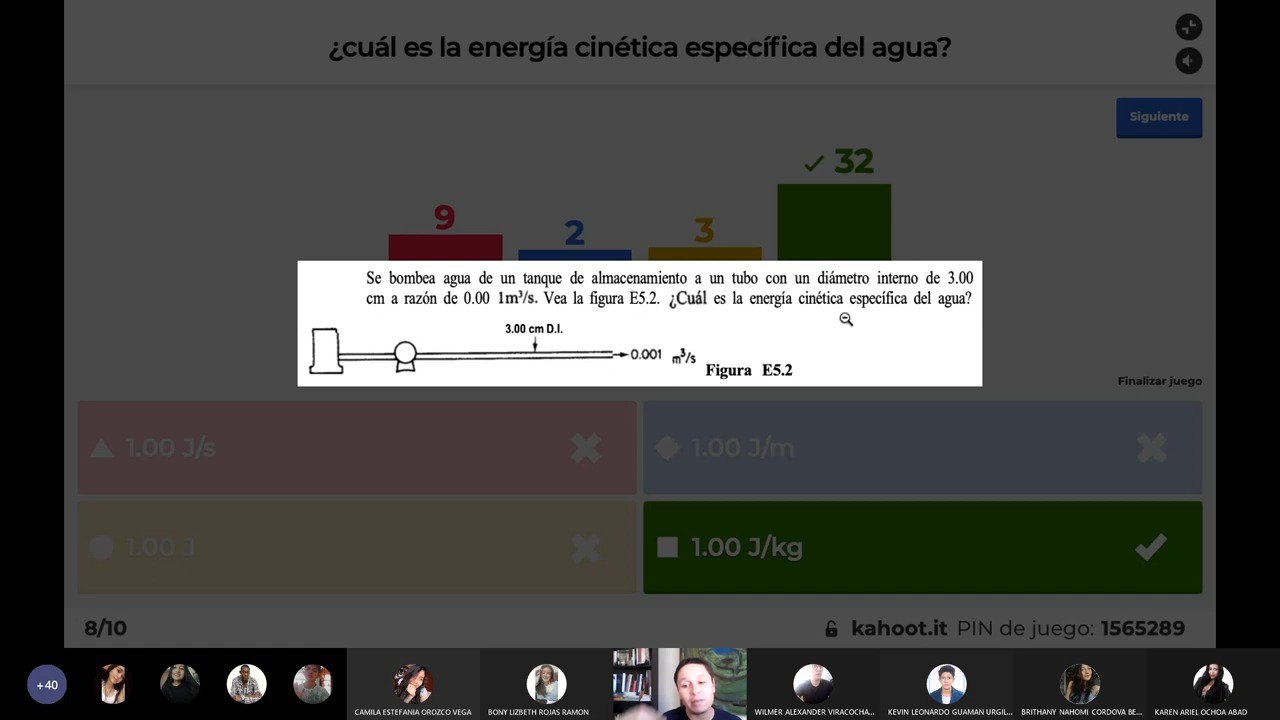 ¿cuál es la energía cinética específica del agua?
Siguiente
32
9
2
3
Se bombea agua de un tanque de almacenamiento a un tubo con un diámetro interno de 3.00
cm a razón de 0.00 1m³/s. Vea la figura E5.2. ¿Cuál es la energía cinética específica del agua?
3.00 cm D.I.
0.001 m³/s
Figura E5.2
Finalizar juego
1.00 J/s
1.00 J/m
1.00 J
1.00 J/kg
8/10
kahoot.it PIN de juego: 1565289
+40
CAMILA ESTEFANIA OROZCO VEGA
BONY LIZBETH ROJAS RAMON
WILMER ALEXANDER VIRACOCHA...
KEVIN LEONARDO GUAMAN URGIL...
BRITHANY NAHOMI CORDOVA BE...
KAREN ARIEL OCHOA ABAD